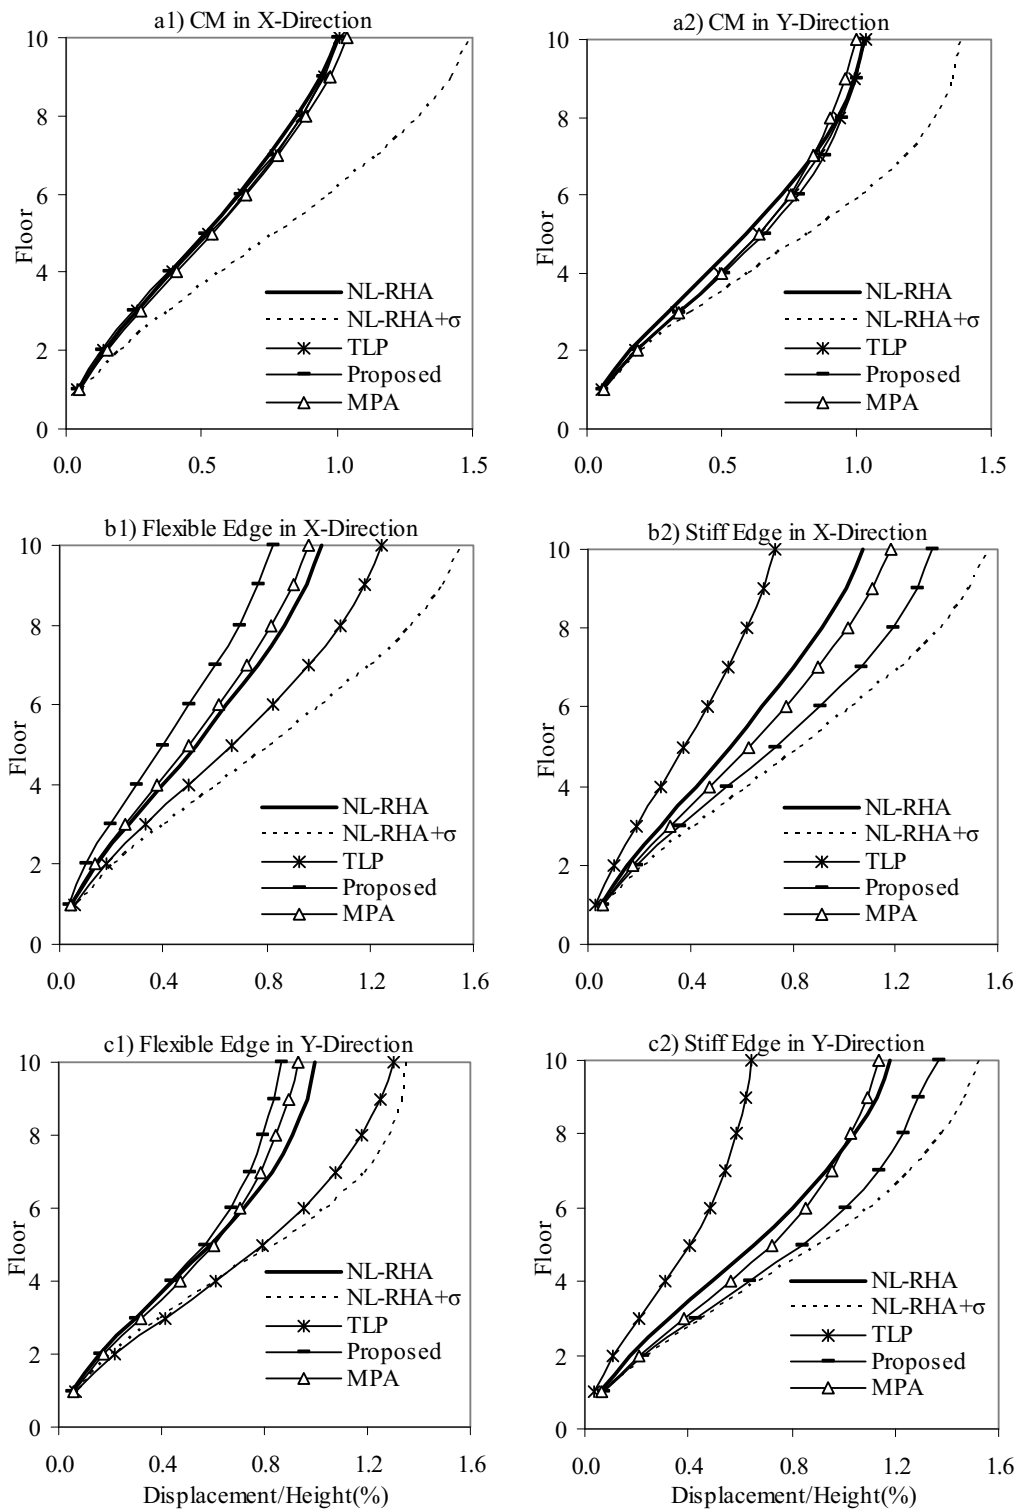 a1) CM in X-Direction
10
8
6
4
2
0
Floor
0.0 0.5 1.0 1.5
NL-RHA
NL-RHA+σ
TLP
Proposed
MPA
a2) CM in Y-Direction
10
8
6
4
2
0
Floor
0.0 0.5 1.0 1.5
NL-RHA
NL-RHA+σ
TLP
Proposed
MPA
b1) Flexible Edge in X-Direction
10
8
6
4
2
0
Floor
0.0 0.4 0.8 1.2 1.6
NL-RHA
NL-RHA+σ
TLP
Proposed
MPA
b2) Stiff Edge in X-Direction
10
8
6
4
2
0
Floor
0.0 0.4 0.8 1.2 1.6
NL-RHA
NL-RHA+σ
TLP
Proposed
MPA
c1) Flexible Edge in Y-Direction
10
8
6
4
2
0
Floor
0.0 0.4 0.8 1.2 1.6
Displacement/Height(%)
NL-RHA
NL-RHA+σ
TLP
Proposed
MPA
c2) Stiff Edge in Y-Direction
10
8
6
4
2
0
Floor
0.0 0.4 0.8 1.2 1.6
Displacement/Height(%)
NL-RHA
NL-RHA+σ
TLP
Proposed
MPA